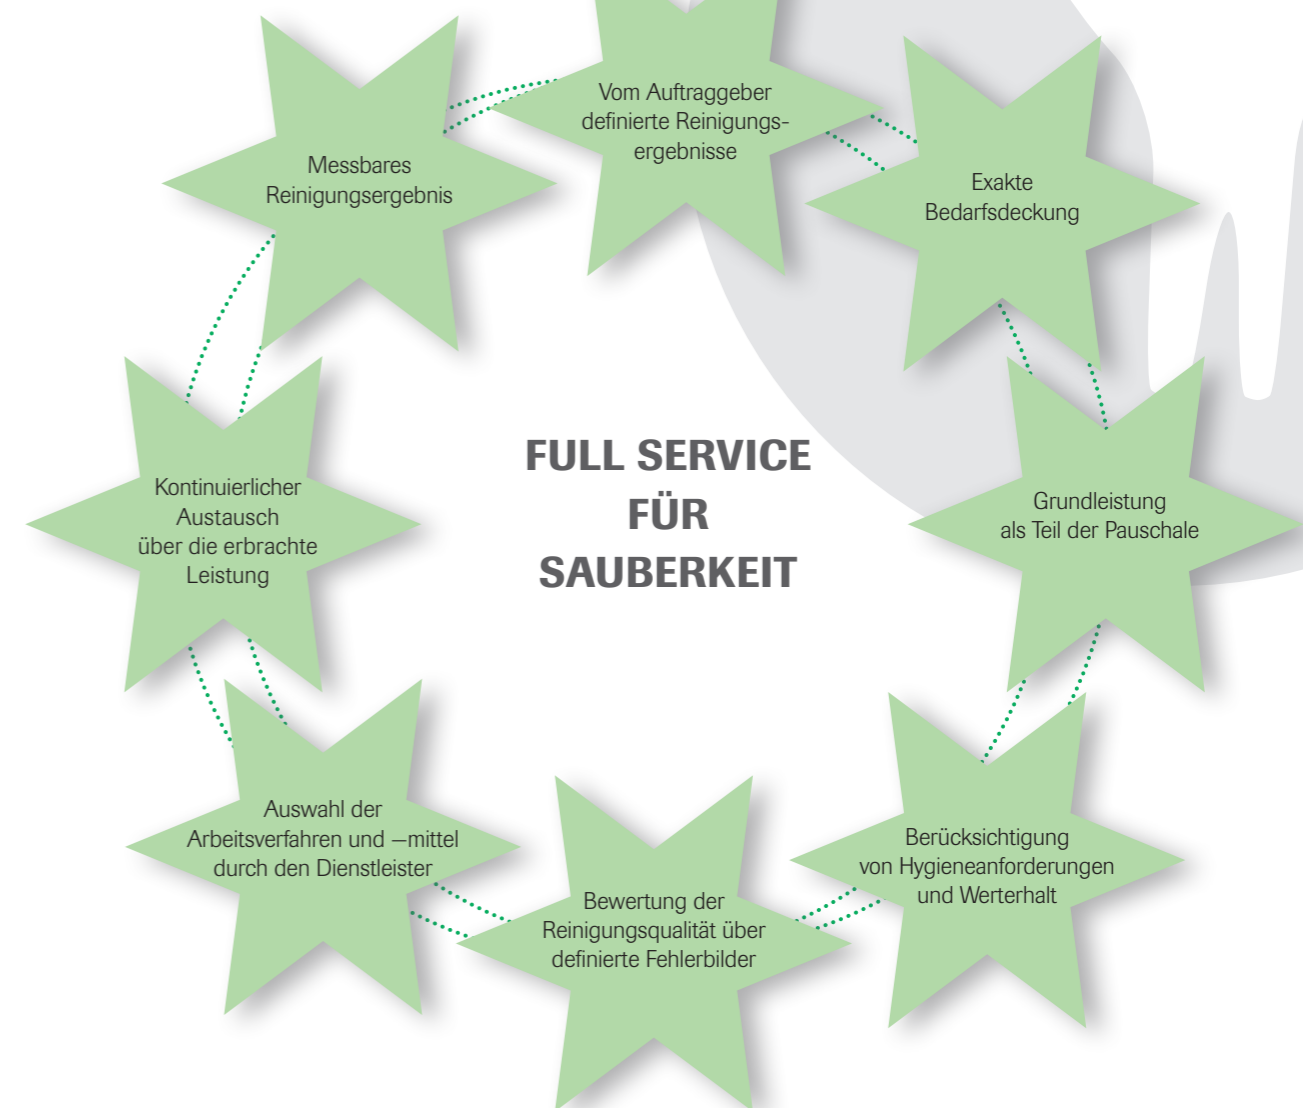 Vom Auftraggeber
definierte Reinigungs-
ergebnisse
Exakte
Bedarfsdeckung
Grundleistung
als Teil der Pauschale
Berücksichtigung
von Hygieneanforderungen
und Werterhalt
Bewertung der
Reinigungsqualität über
definierte Fehlerbilder
Auswahl der
Arbeitsverfahren und –mittel
durch den Dienstleister
Kontinuierlicher
Austausch
über die erbrachte
Leistung
Messbares
Reinigungsergebnis
FULL SERVICE
FÜR
SAUBERKEIT